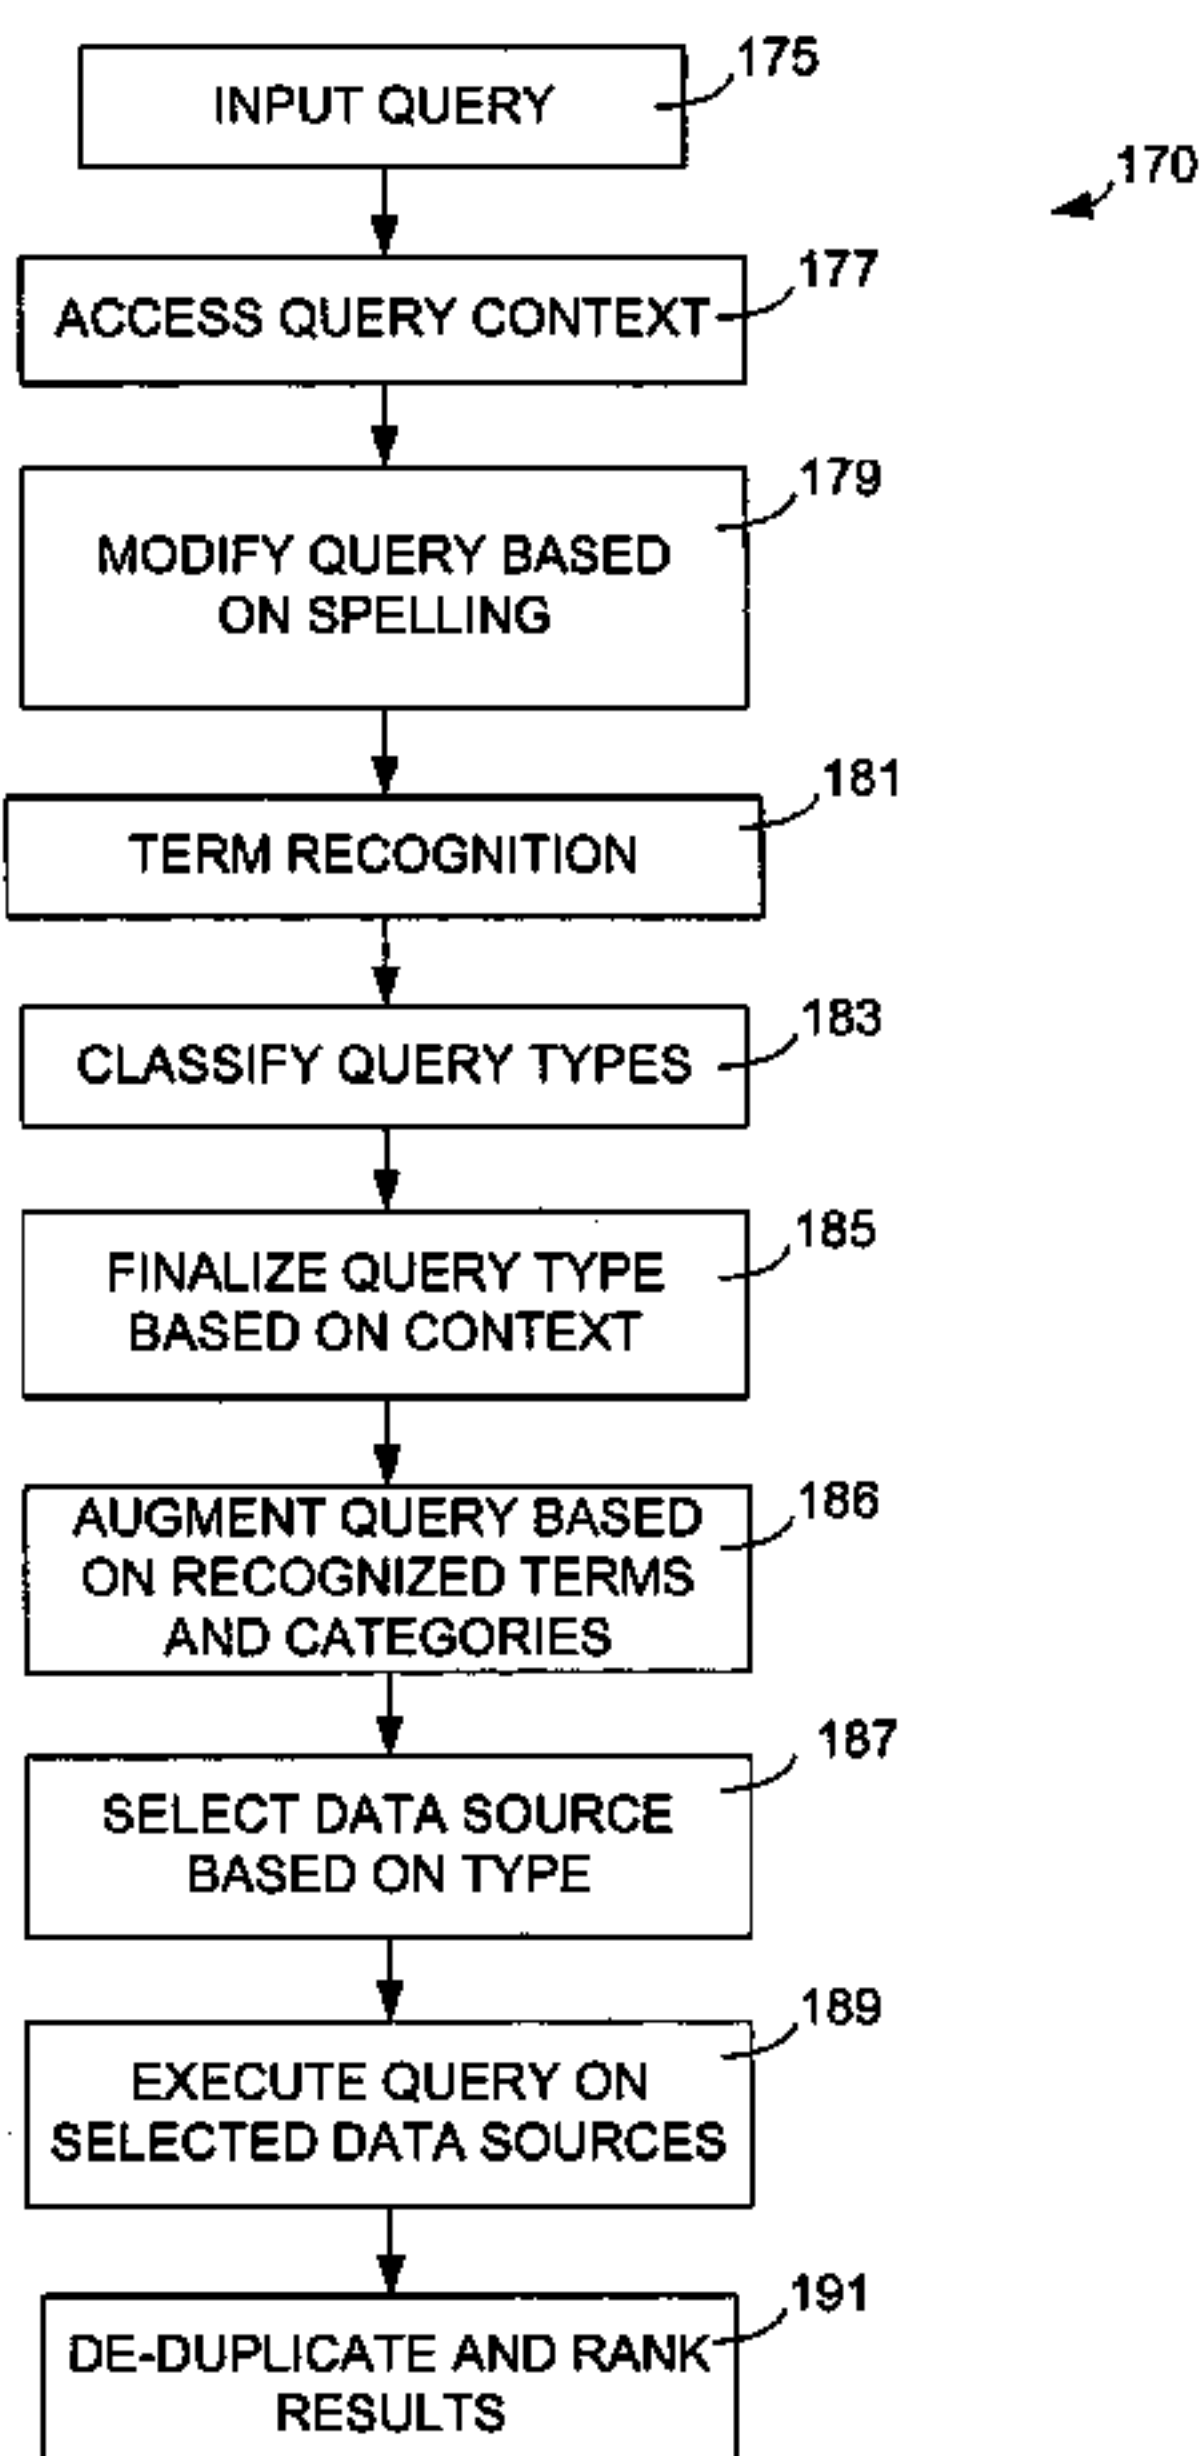 175
INPUT QUERY
170
177
ACCESS QUERY CONTEXT
179
MODIFY QUERY BASED
ON SPELLING
181
TERM RECOGNITION
183
CLASSIFY QUERY TYPES
185
FINALIZE QUERY TYPE
BASED ON CONTEXT
186
AUGMENT QUERY BASED
ON RECOGNIZED TERMS
AND CATEGORIES
187
SELECT DATA SOURCE
BASED ON TYPE
189
EXECUTE QUERY ON
SELECTED DATA SOURCES
191
DE-DUPLICATE AND RANK
RESULTS